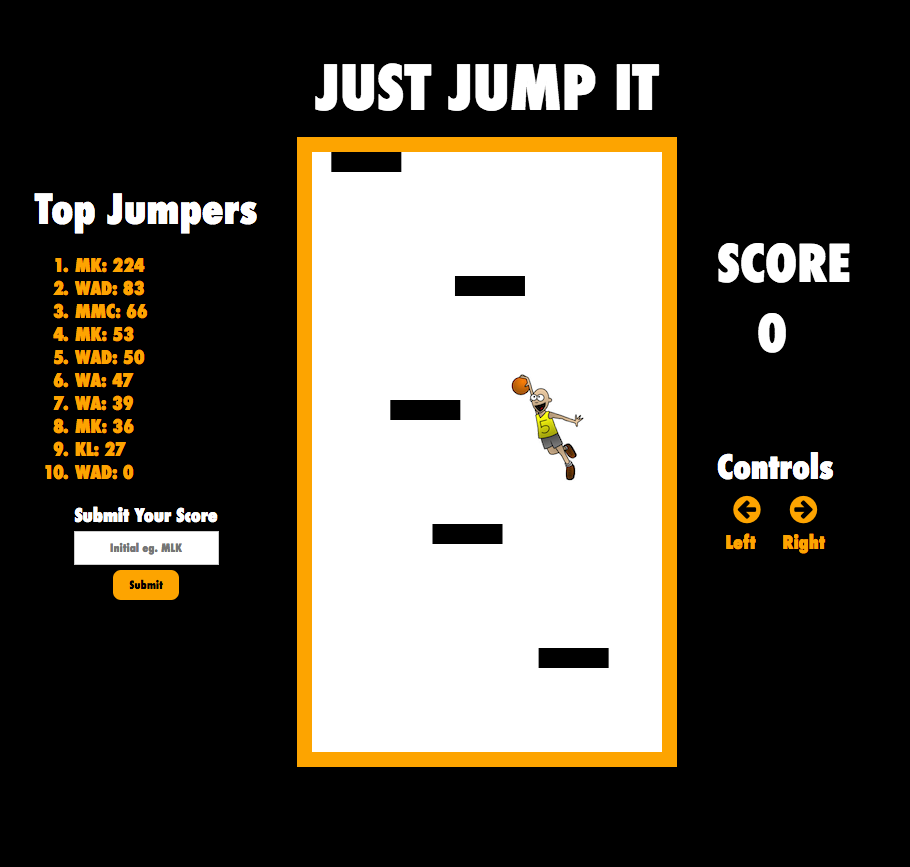 JUST JUMP IT
Top Jumpers
1. MK: 224
2. WAD: 83
3. MMC: 66
4. MK: 53
5. WAD: 50
6. WA: 47
7. WA: 39
8. MK: 36
9. KL: 27
10. WAD: 0
Submit Your Score
Initial eg. MLK
Submit
5
SCORE
0
Controls
Left Right